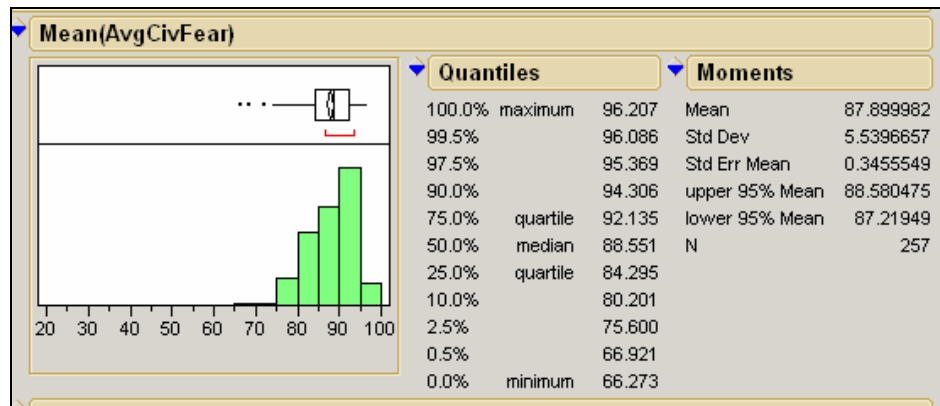 Mean(AvgCivFear)
20 30 40 50 60 70 80 90 100
Quantiles
100.0% maximum 96.207
99.5% 96.086
97.5% 95.369
90.0% 94.306
75.0% quartile 92.135
50.0% median 88.551
25.0% quartile 84.295
10.0% 80.201
2.5% 75.600
0.5% 66.921
0.0% minimum 66.273
Moments
Mean 87.899982
Std Dev 5.5396657
Std Err Mean 0.3455549
upper 95% Mean 88.580475
lower 95% Mean 87.21949
N 257